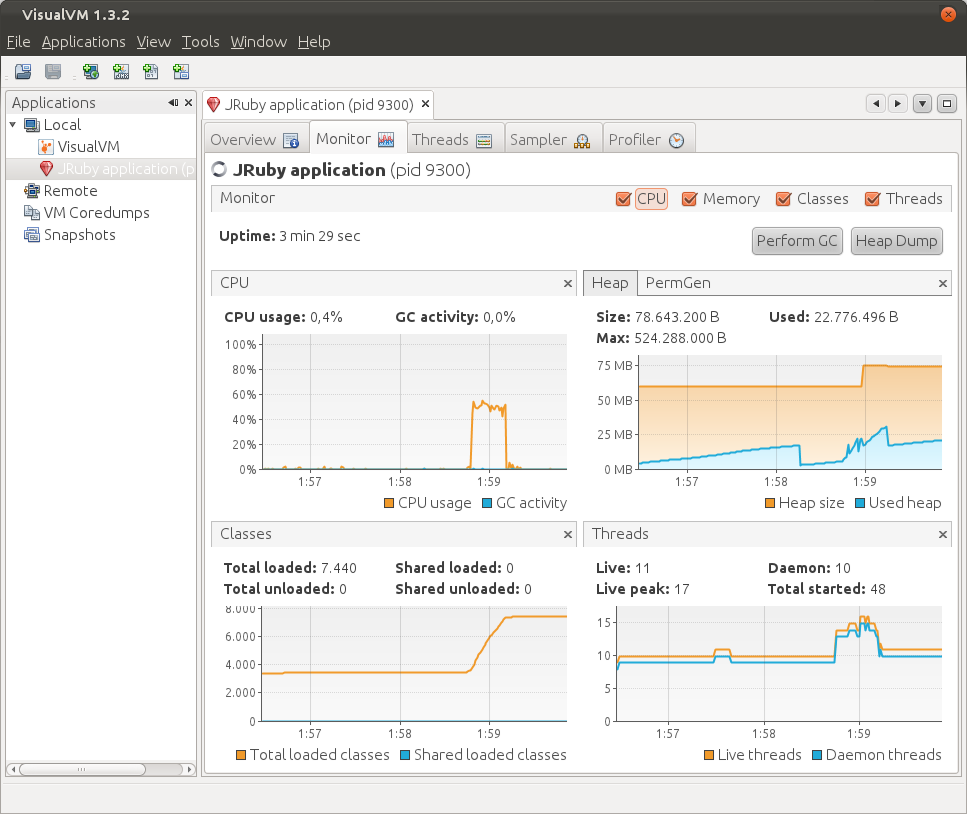 VisualVM 1.3.2
File Applications View Tools Window Help
Applications
Local
VisualVM
JRuby application (p
Remote
VM Coredumps
Snapshots
JRuby application (pid 9300)
Overview Monitor Threads Sampler Profiler
JRuby application (pid 9300)
Monitor CPU Memory Classes Threads
Uptime: 3 min 29 sec
Perform GC Heap Dump
CPU
CPU usage: 0,4% GC activity: 0,0%
100%
80%
60%
40%
20%
0%
1:57 1:58 1:59
CPU usage GC activity
Heap PermGen
Size: 78.643.200 B Used: 22.776.496 B
Max: 524.288.000 B
75 MB
50 MB
25 MB
0 MB
1:57 1:58 1:59
Heap size Used heap
Classes
Total loaded: 7.440 Shared loaded: 0
Total unloaded: 0 Shared unloaded: 0
8.000
6.000
4.000
2.000
0
1:57 1:58 1:59
Total loaded classes Shared loaded classes
Threads
Live: 11 Daemon: 10
Live peak: 17 Total started: 48
15
10
5
0
1:57 1:58 1:59
Live threads Daemon threads